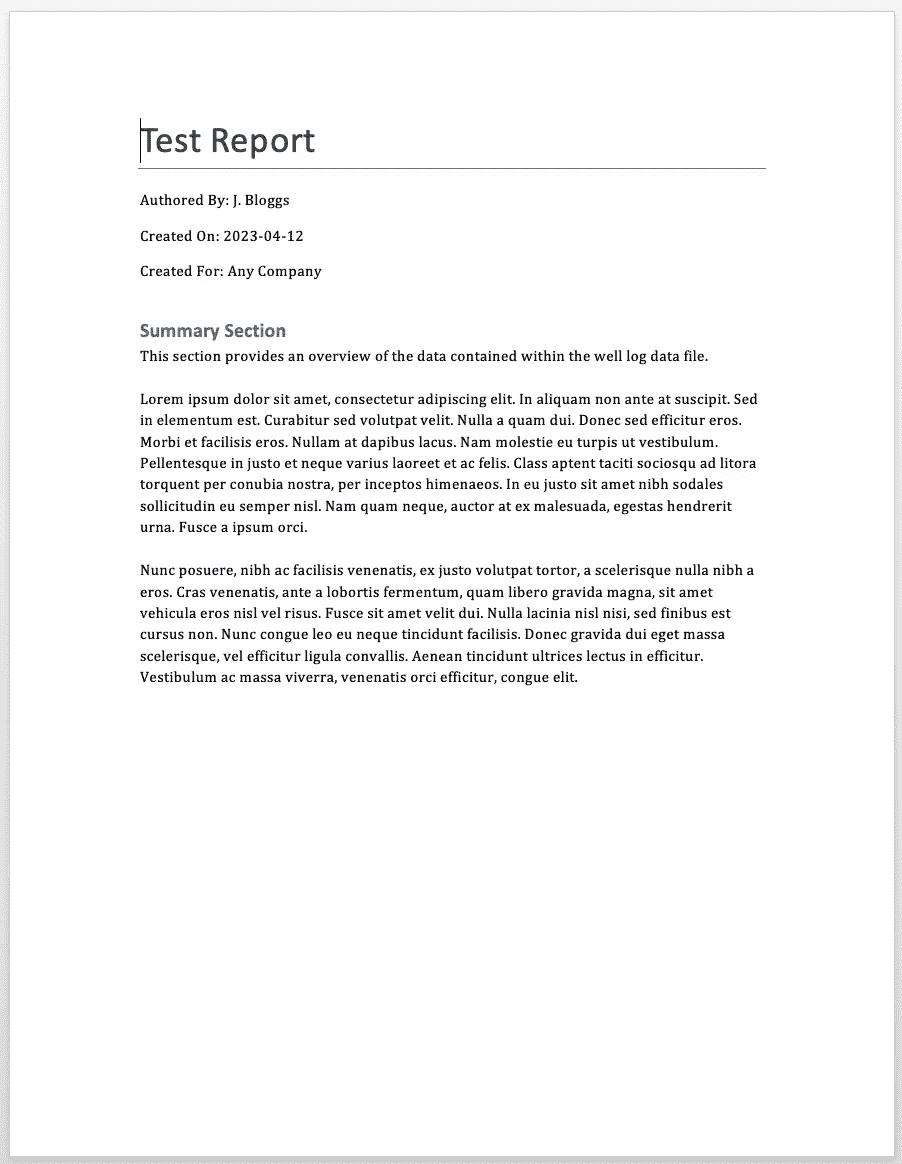 Test Report
Authored By: J. Bloggs
Created On: 2023-04-12
Created For: Any Company
Summary Section
This section provides an overview of the data contained within the well log data file.
Lorem ipsum dolor sit amet, consectetur adipiscing elit. In aliquam non ante at suscipit. Sed
in elementum est. Curabitur sed volutpat velit. Nulla a quam dui. Donec sed efficitur eros.
Morbi et facilisis eros. Nullam at dapibus lacus. Nam molestie eu turpis ut vestibulum.
Pellentesque in justo et neque varius laoreet et ac felis. Class aptent taciti sociosqu ad litora
torquent per conubia nostra, per inceptos himenaeos. In eu justo sit amet nibh sodales
sollicitudin eu semper nisl. Nam quam neque, auctor at ex malesuada, egestas hendrerit
urna. Fusce a ipsum orci.
Nunc posuere, nibh ac facilisis venenatis, ex justo volutpat tortor, a scelerisque nulla nibh a
eros. Cras venenatis, ante a lobortis fermentum, quam libero gravida magna, sit amet
vehicula eros nisl vel risus. Fusce sit amet velit dui. Nulla lacinia nisl nisi, sed finibus est
cursus non. Nunc congue leo eu neque tincidunt facilisis. Donec gravida dui eget massa
scelerisque, vel efficitur ligula convallis. Aenean tincidunt ultrices lectus in efficitur.
Vestibulum ac massa viverra, venenatis orci efficitur, congue elit.